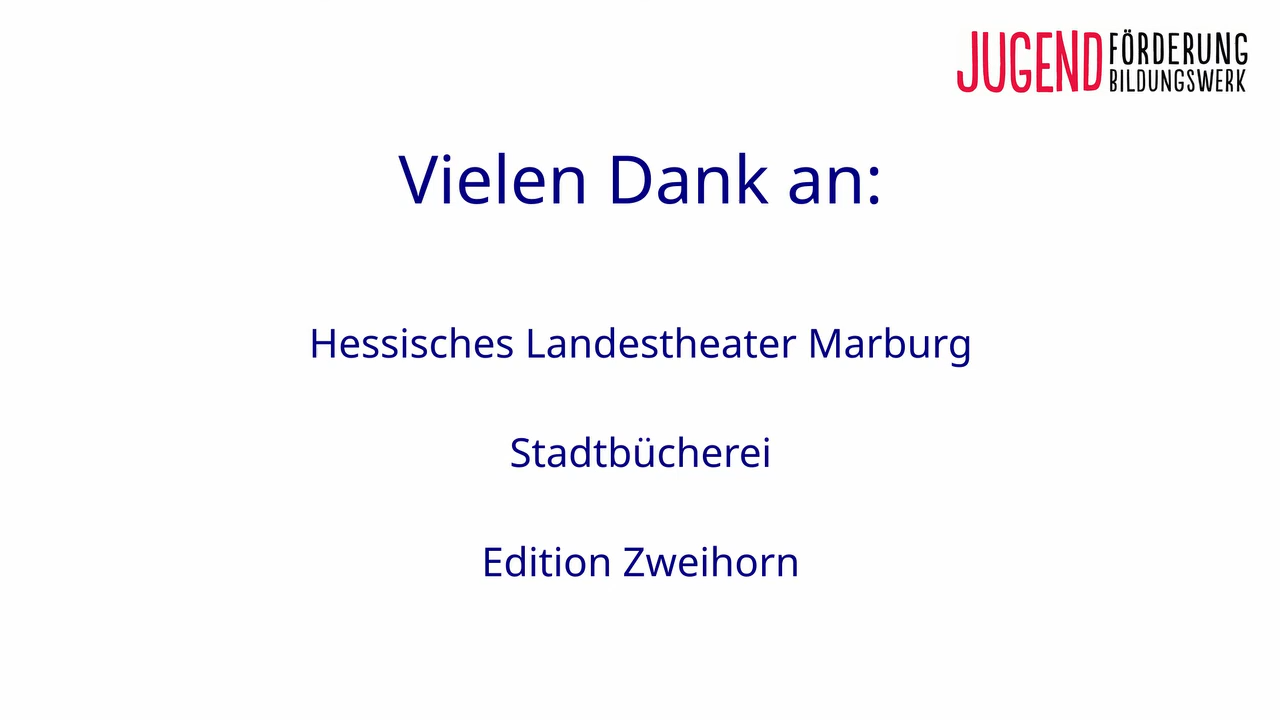 JUGEND FÖRDERUNG
BILDUNGSWERK
Vielen Dank an:
Hessisches Landestheater Marburg
Stadtbücherei
Edition Zweihorn